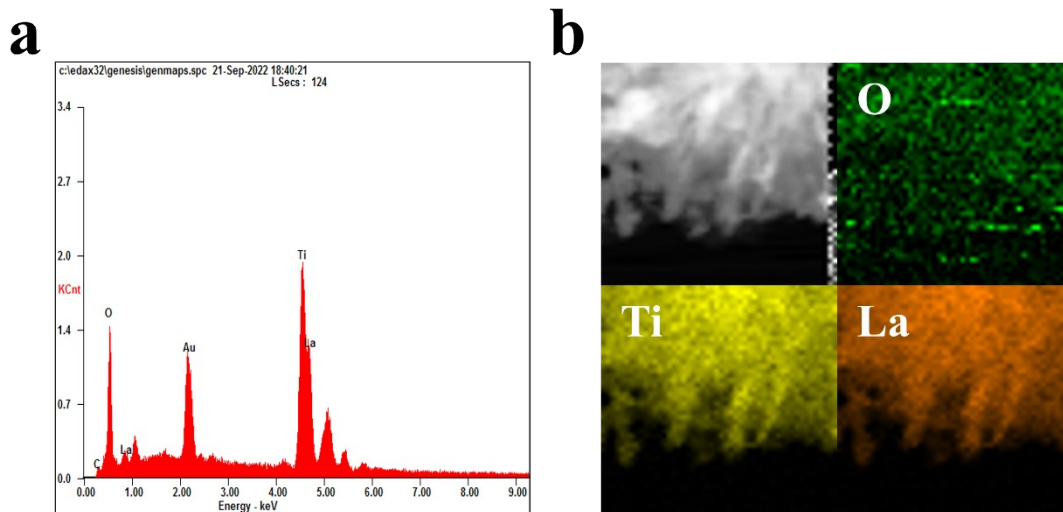 a
b
c:\edax32\genesis\genmaps.spc 21-Sep-2022 18:40:21
LSecs : 124
3.4
2.7
2.0
KCnt
1.4
0.7
0.0
C
O
La
Au
Ti
La
0.00 1.00 2.00 3.00 4.00 5.00 6.00 7.00 8.00 9.00
Energy - keV
O
Ti
La